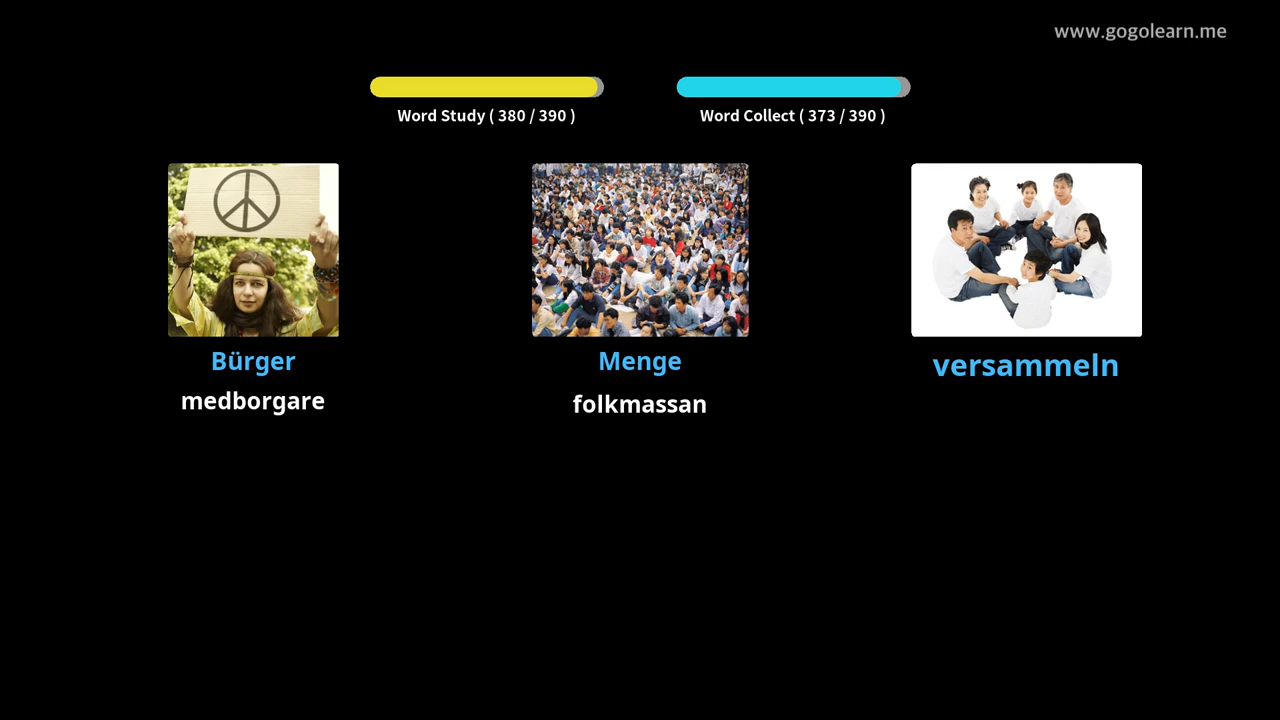 www.gogolearn.me
Word Study ( 380 / 390 )
Word Collect ( 373 / 390 )
Bürger
Menge
versammeln
medborgare
folkmassan